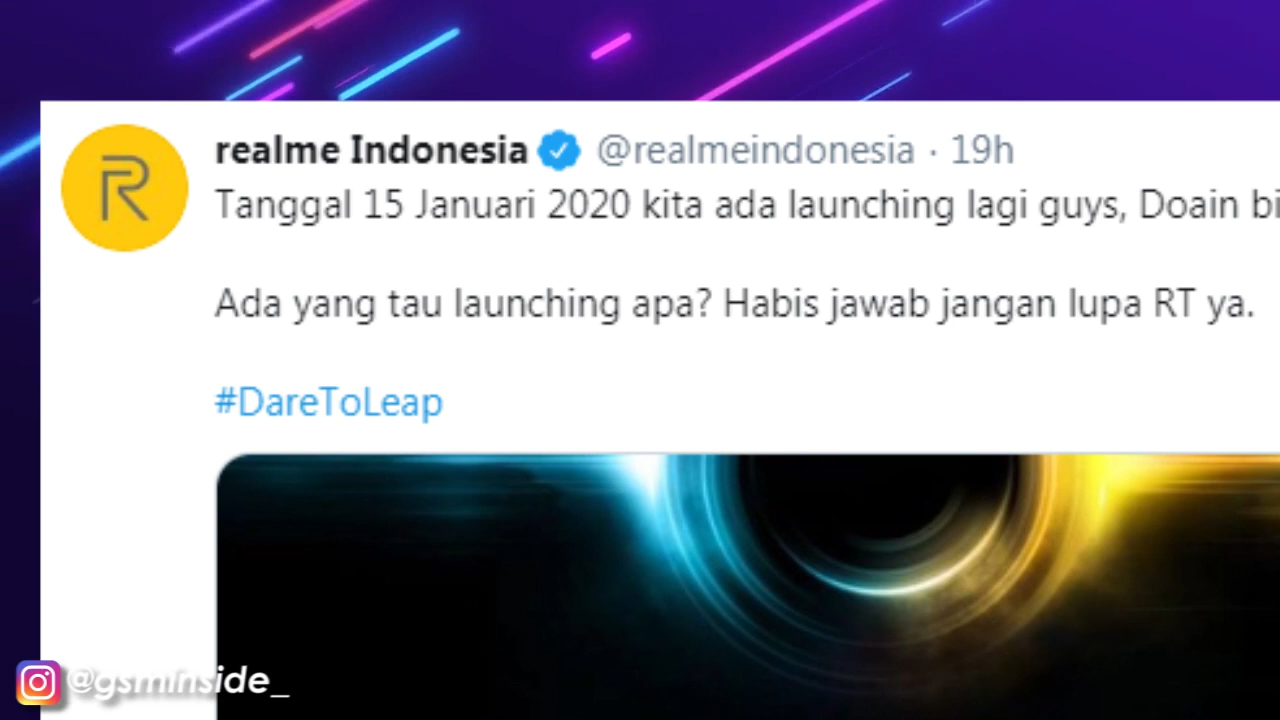 realme Indonesia @realmeindonesia · 19h
Tanggal 15 Januari 2020 kita ada launching lagi guys, Doain
Ada yang tau launching apa? Habis jawab jangan lupa RT ya.
#DareToLeap
@gsminside_